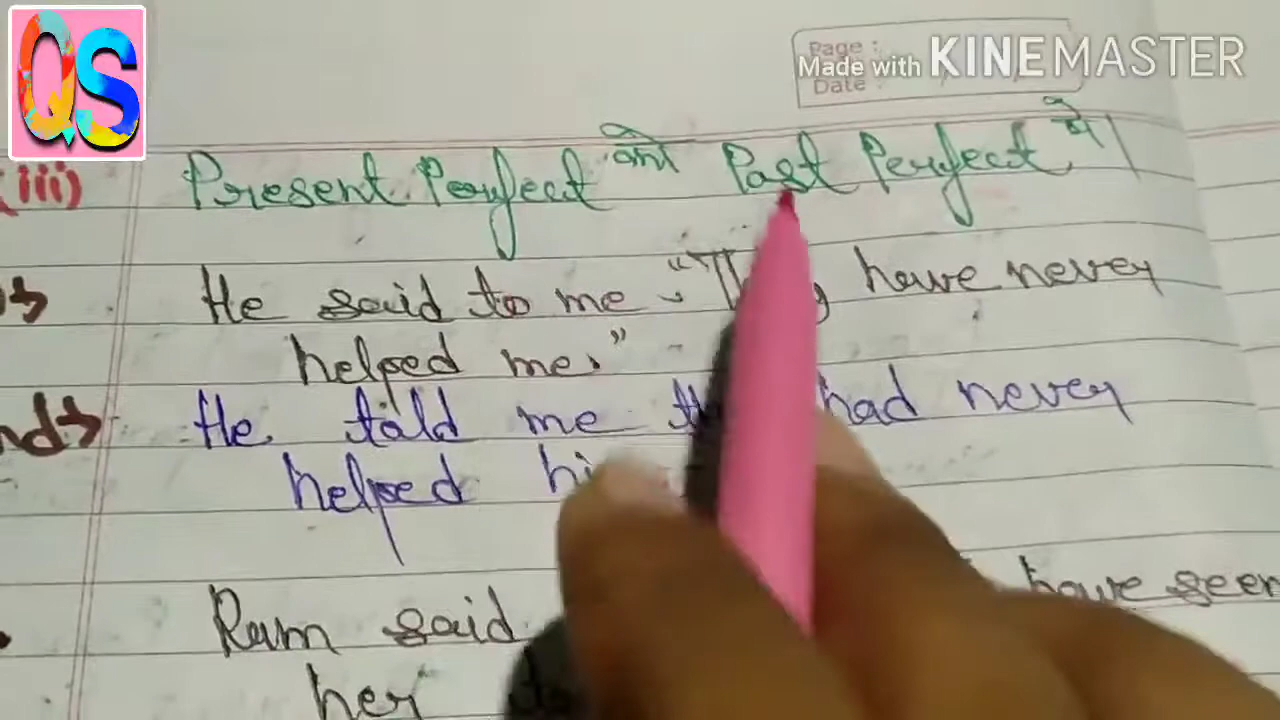 QS
Page :
Made with KINEMASTER
Date
(iii) Present Perfect को Past Perfect में।
He said to me "They have never
helped me."
He told me had never
helped
Ram said have seen
her